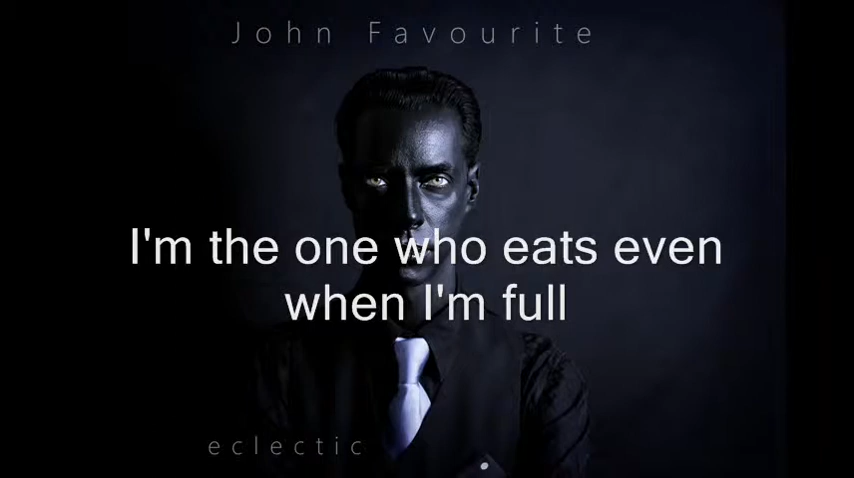 John Favourite
I'm the one who eats even
when I'm full
eclectic